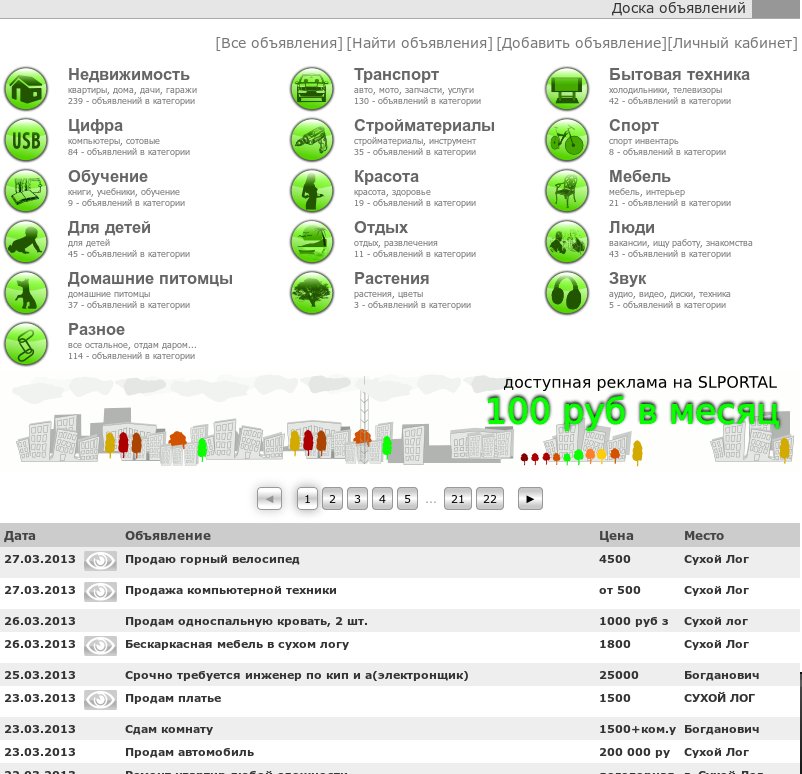 Доска объявлений
[Все объявления] [Найти объявления] [Добавить объявление][Личный кабинет]
Недвижимость
квартиры, дома, дачи, гаражи
239 - объявлений в категории
Транспорт
авто, мото, запчасти, услуги
130 - объявлений в категории
Бытовая техника
холодильники, телевизоры
42 - объявлений в категории
USB
Цифра
компьютеры, сотовые
84 - объявлений в категории
Стройматериалы
стройматериалы, инструмент
35 - объявлений в категории
Спорт
спорт инвентарь
8 - объявлений в категории
Обучение
книги, учебники, обучение
9 - объявлений в категории
Красота
красота, здоровье
19 - объявлений в категории
Мебель
мебель, интерьер
21 - объявлений в категории
Для детей
для детей
45 - объявлений в категории
Отдых
отдых, развлечения
11 - объявлений в категории
Люди
вакансии, ищу работу, знакомства
43 - объявлений в категории
Домашние питомцы
домашние питомцы
37 - объявлений в категории
Растения
растения, цветы
3 - объявлений в категории
Звук
аудио, видео, диски, техника
5 - объявлений в категории
Разное
все остальное, отдам даром...
114 - объявлений в категории
доступная реклама на SLPORTAL
100 руб в месяц
◄ 1 2 3 4 5 ... 21 22 ►
Дата Объявление Цена Место
27.03.2013 Продаю горный велосипед 4500 Сухой Лог
27.03.2013 Продажа компьютерной техники от 500 Сухой Лог
26.03.2013 Продам односпальную кровать, 2 шт. 1000 руб з Сухой лог
26.03.2013 Бескаркасная мебель в сухом логу 1800 Сухой Лог
25.03.2013 Срочно требуется инженер по кип и а(электронщик) 25000 Богданович
23.03.2013 Продам платье 1500 СУХОЙ ЛОГ
23.03.2013 Сдам комнату 1500+ком.у Богданович
23.03.2013 Продам автомобиль 200 000 ру Сухой Лог